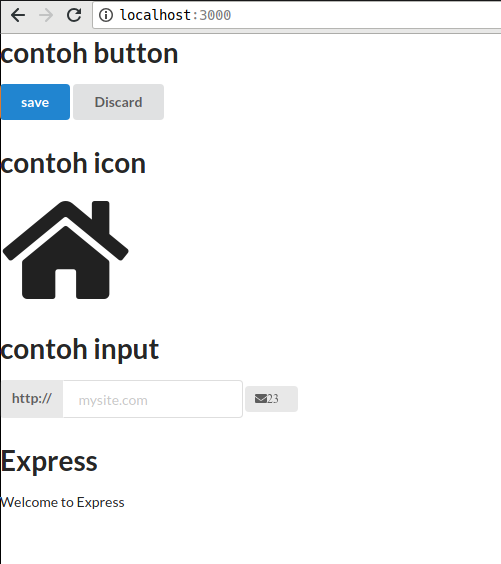 localhost:3000
contoh button
save Discard
contoh icon
contoh input
http:// mysite.com 23
Express
Welcome to Express